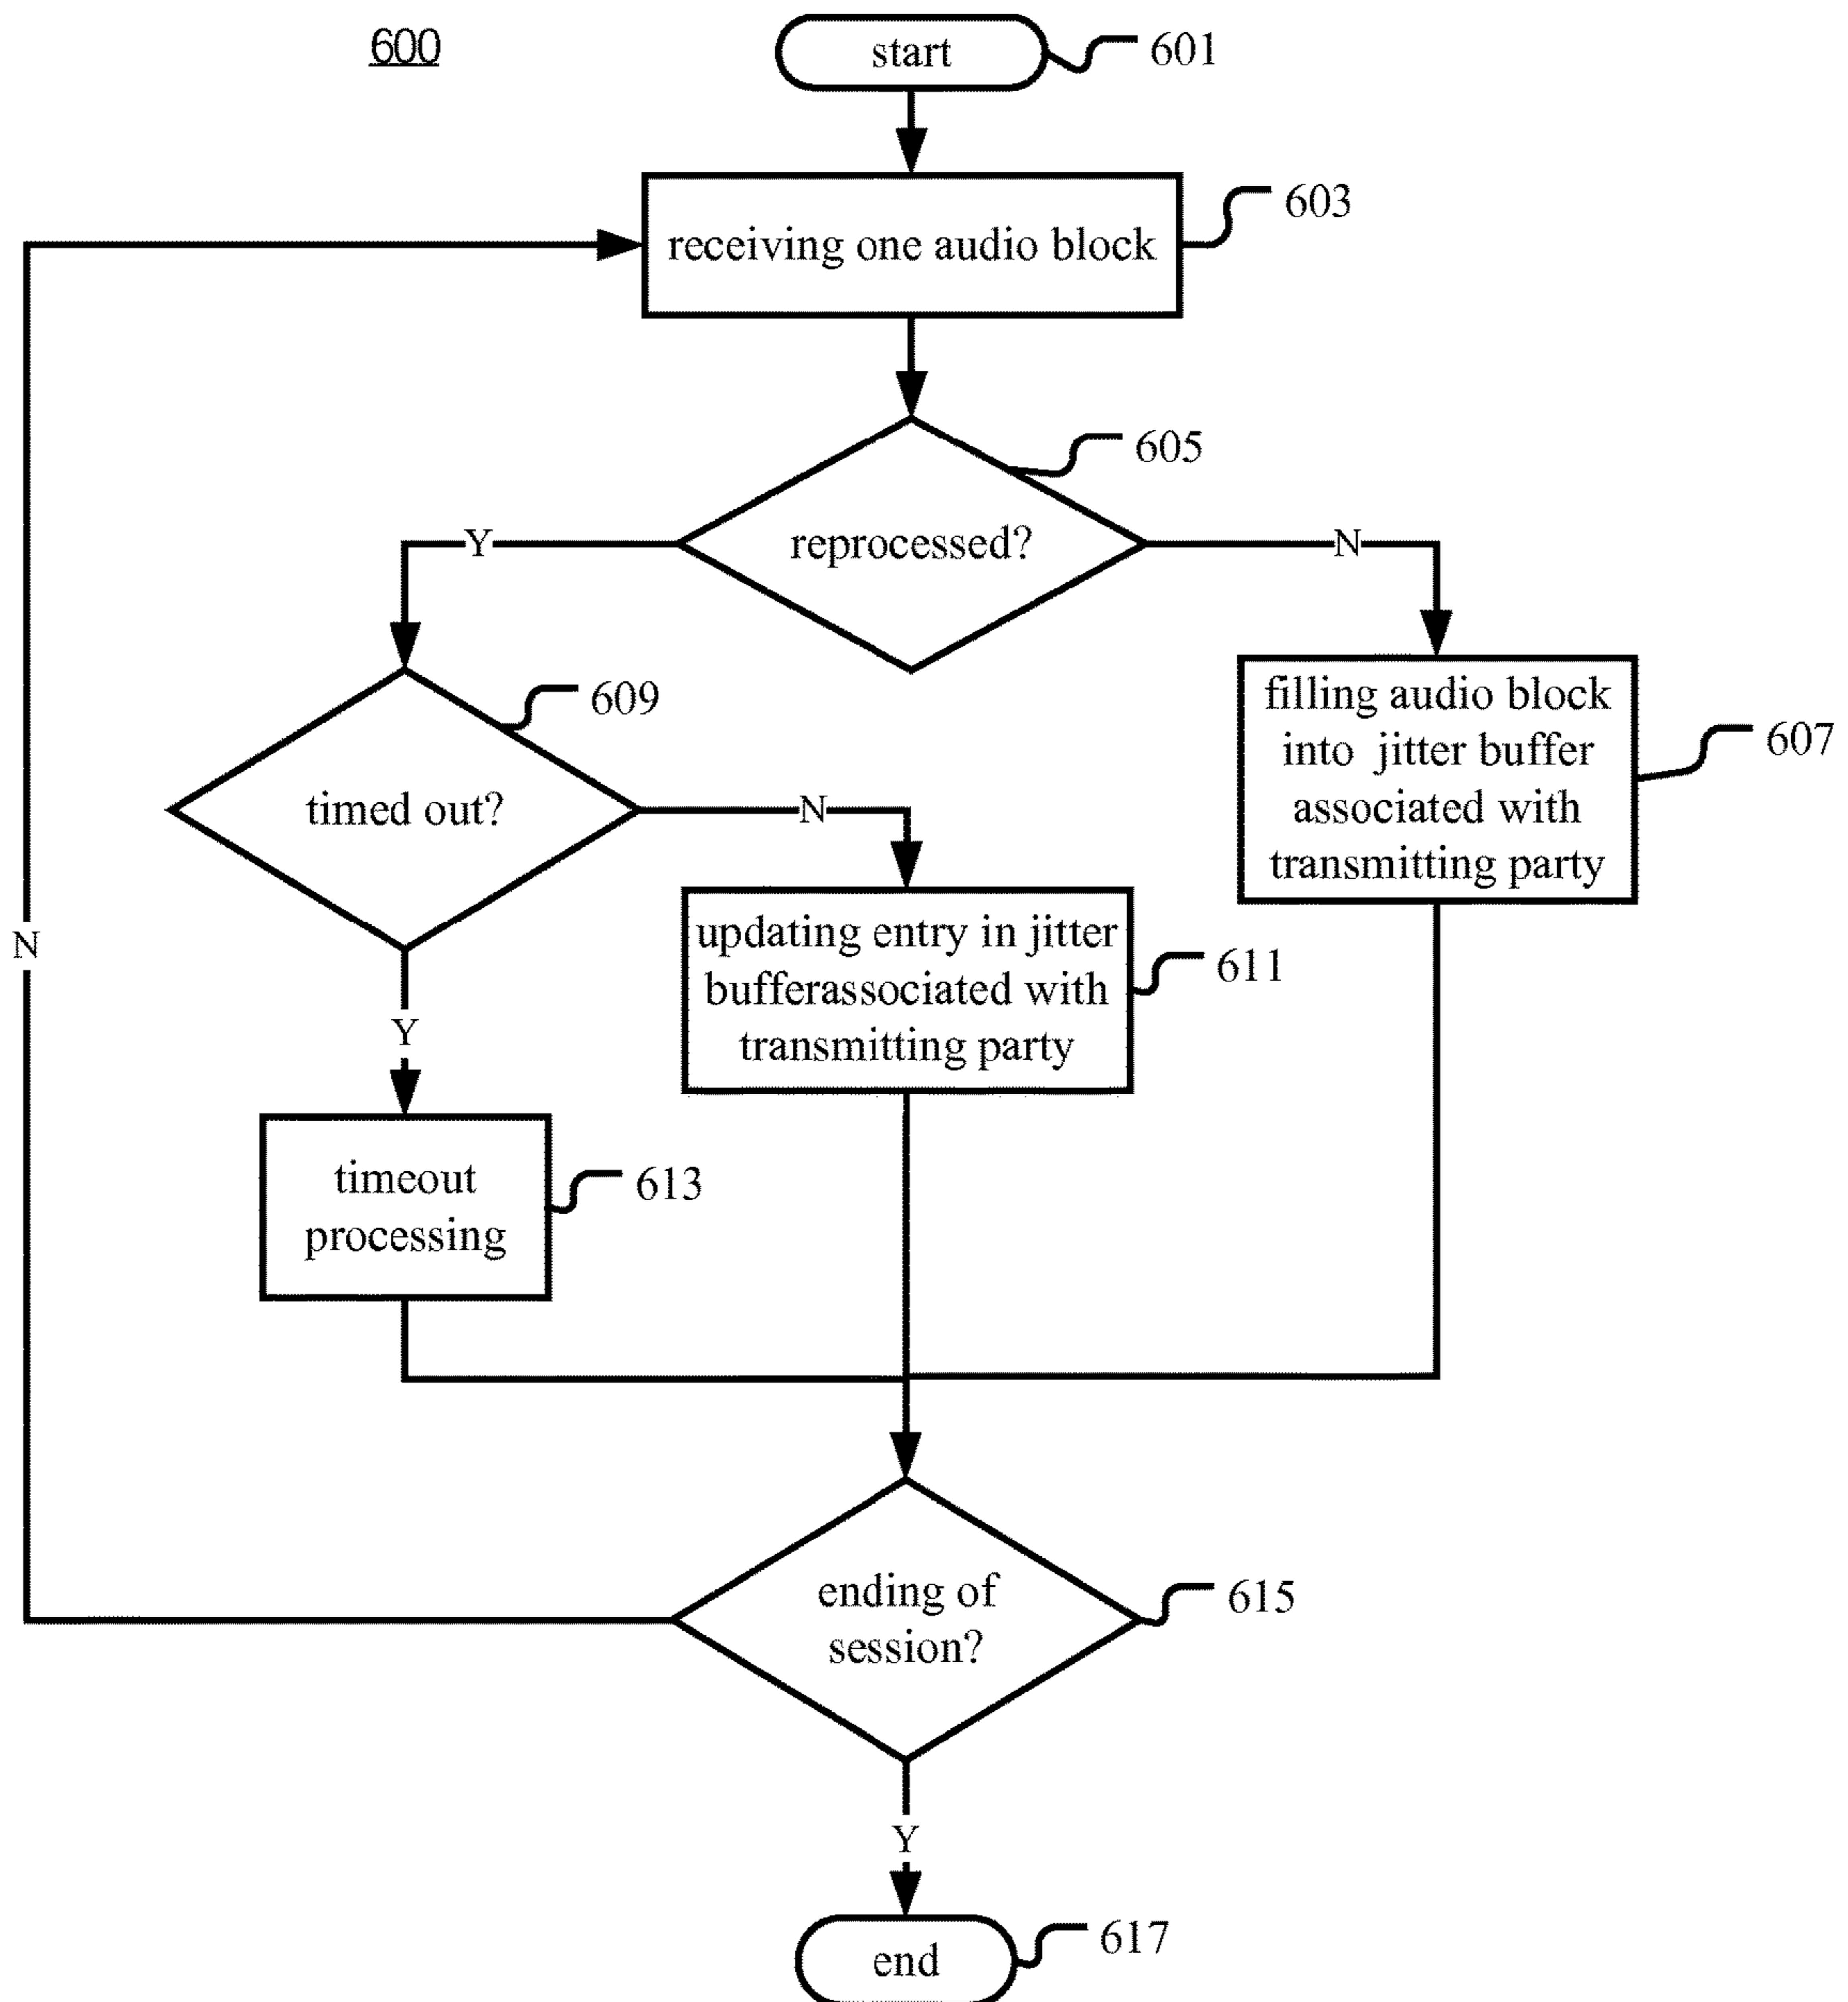 600
start
601
receiving one audio block
603
reprocessed?
605
Y
N
timed out?
609
N
filling audio block
into jitter buffer
associated with
transmitting party
607
updating entry in jitter
bufferassociated with
transmitting party
611
N
Y
timeout
processing
613
ending of
session?
615
Y
end
617